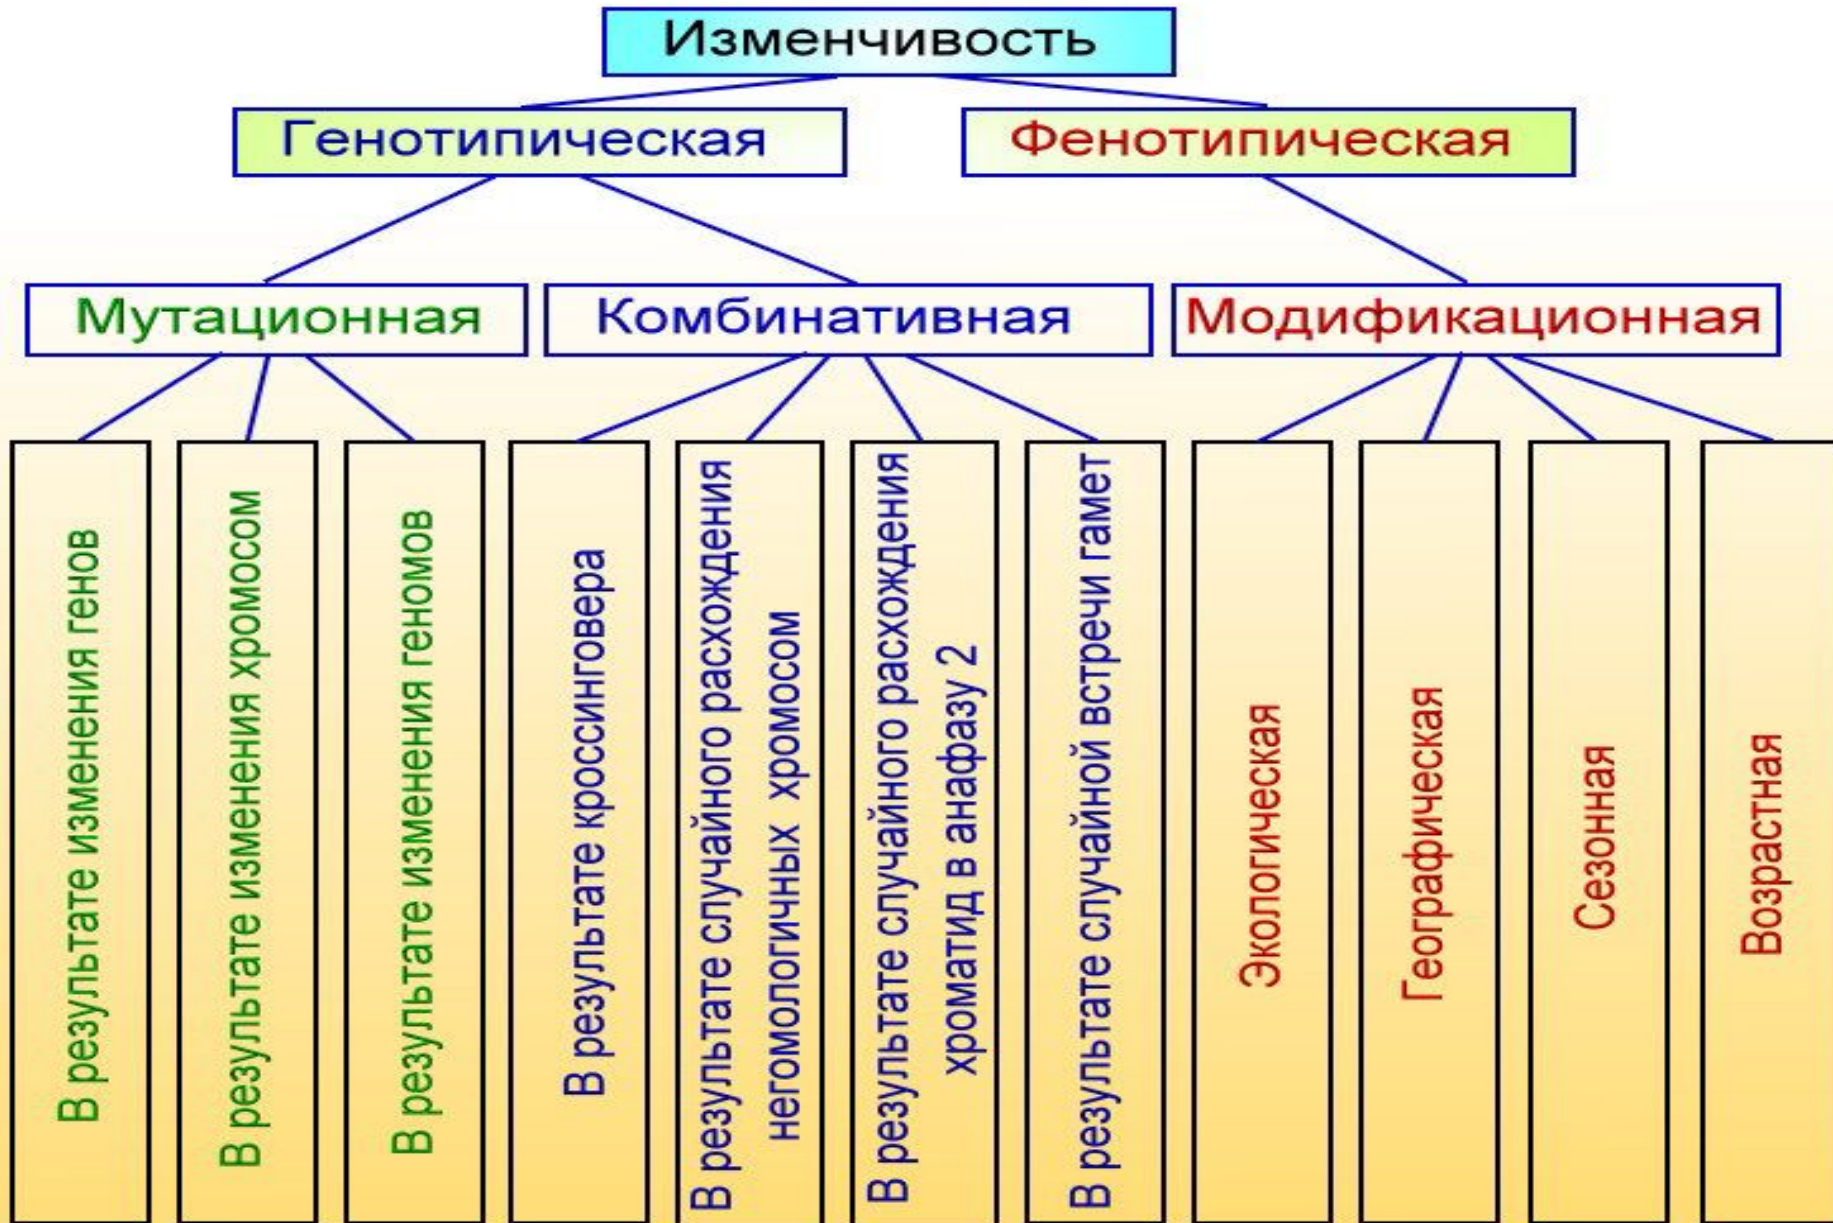 Изменчивость
Генотипическая
Фенотипическая
Мутационная
Комбинативная
Модификационная
В результате изменения генов
В результате изменения хромосом
В результате изменения геномов
В результате кроссинговера
В результате случайного расхождения
негомологичных хромосом
В результате случайного расхождения
хроматид в анафазу 2
В результате случайной встречи гамет
Экологическая
Географическая
Сезонная
Возрастная